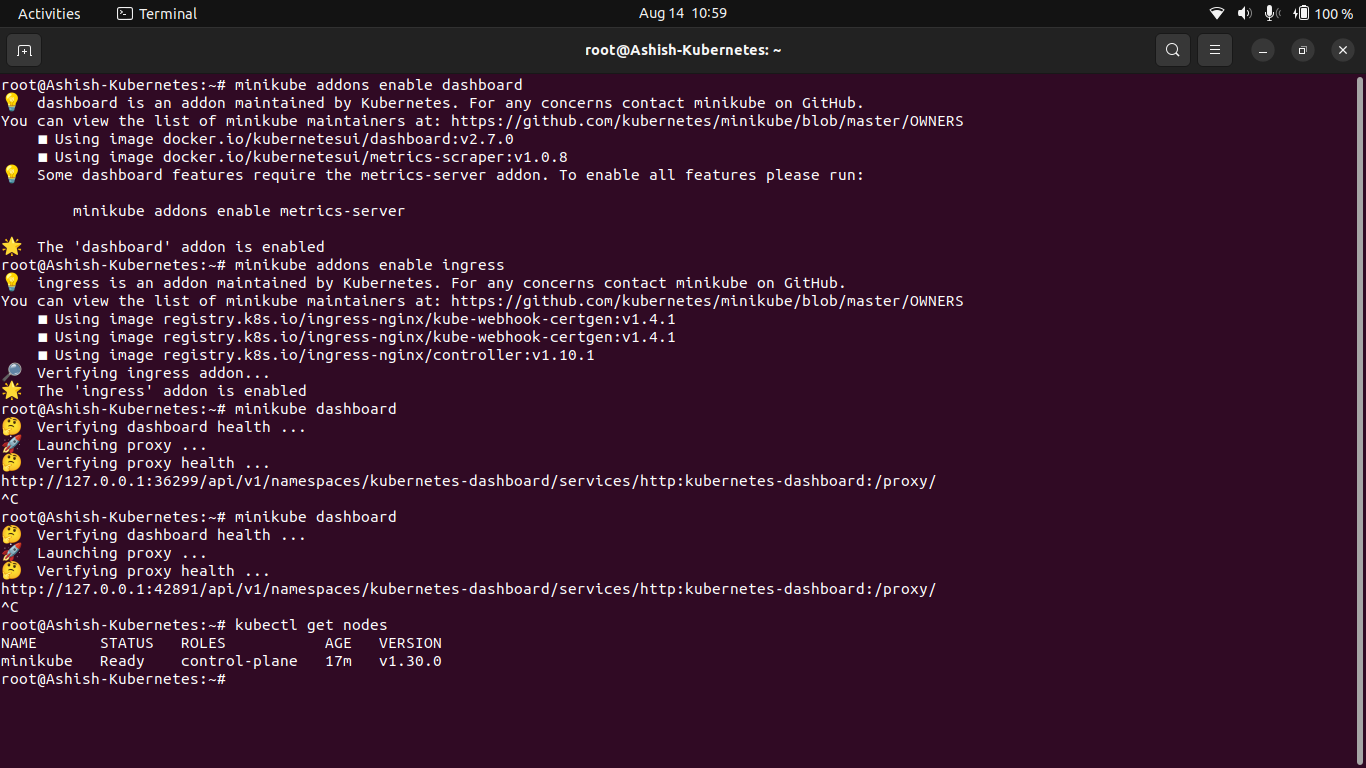 Activities Terminal Aug 14 10:59 100 %
root@Ashish-Kubernetes: ~
root@Ashish-Kubernetes:~# minikube addons enable dashboard
💡 dashboard is an addon maintained by Kubernetes. For any concerns contact minikube on GitHub.
You can view the list of minikube maintainers at: https://github.com/kubernetes/minikube/blob/master/OWNERS
    ▪ Using image docker.io/kubernetesui/dashboard:v2.7.0
    ▪ Using image docker.io/kubernetesui/metrics-scraper:v1.0.8
💡 Some dashboard features require the metrics-server addon. To enable all features please run:
        minikube addons enable metrics-server
🌟 The 'dashboard' addon is enabled
root@Ashish-Kubernetes:~# minikube addons enable ingress
💡 ingress is an addon maintained by Kubernetes. For any concerns contact minikube on GitHub.
You can view the list of minikube maintainers at: https://github.com/kubernetes/minikube/blob/master/OWNERS
    ▪ Using image registry.k8s.io/ingress-nginx/kube-webhook-certgen:v1.4.1
    ▪ Using image registry.k8s.io/ingress-nginx/kube-webhook-certgen:v1.4.1
    ▪ Using image registry.k8s.io/ingress-nginx/controller:v1.10.1
🔎 Verifying ingress addon...
🌟 The 'ingress' addon is enabled
root@Ashish-Kubernetes:~# minikube dashboard
🤔 Verifying dashboard health ...
🚀 Launching proxy ...
🤔 Verifying proxy health ...
http://127.0.0.1:36299/api/v1/namespaces/kubernetes-dashboard/services/http:kubernetes-dashboard:/proxy/
^C
root@Ashish-Kubernetes:~# minikube dashboard
🤔 Verifying dashboard health ...
🚀 Launching proxy ...
🤔 Verifying proxy health ...
http://127.0.0.1:42891/api/v1/namespaces/kubernetes-dashboard/services/http:kubernetes-dashboard:/proxy/
^C
root@Ashish-Kubernetes:~# kubectl get nodes
NAME       STATUS   ROLES           AGE   VERSION
minikube   Ready    control-plane   17m   v1.30.0
root@Ashish-Kubernetes:~#